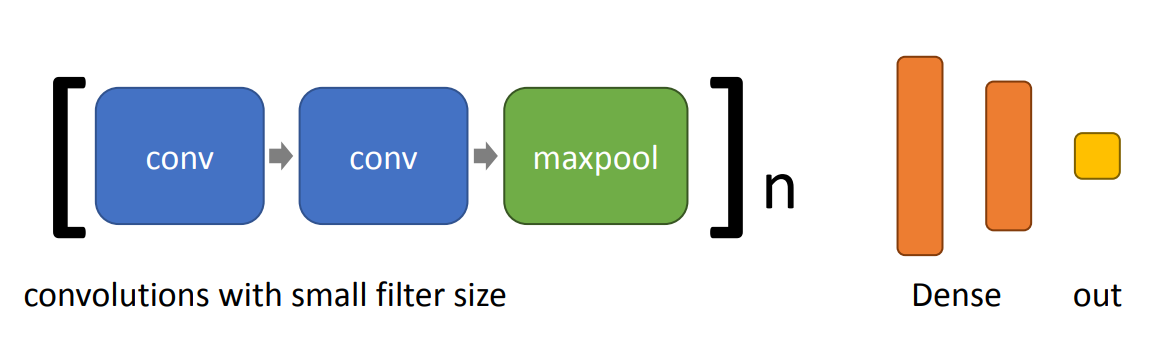 [ conv conv maxpool ] n
convolutions with small filter size
Dense out